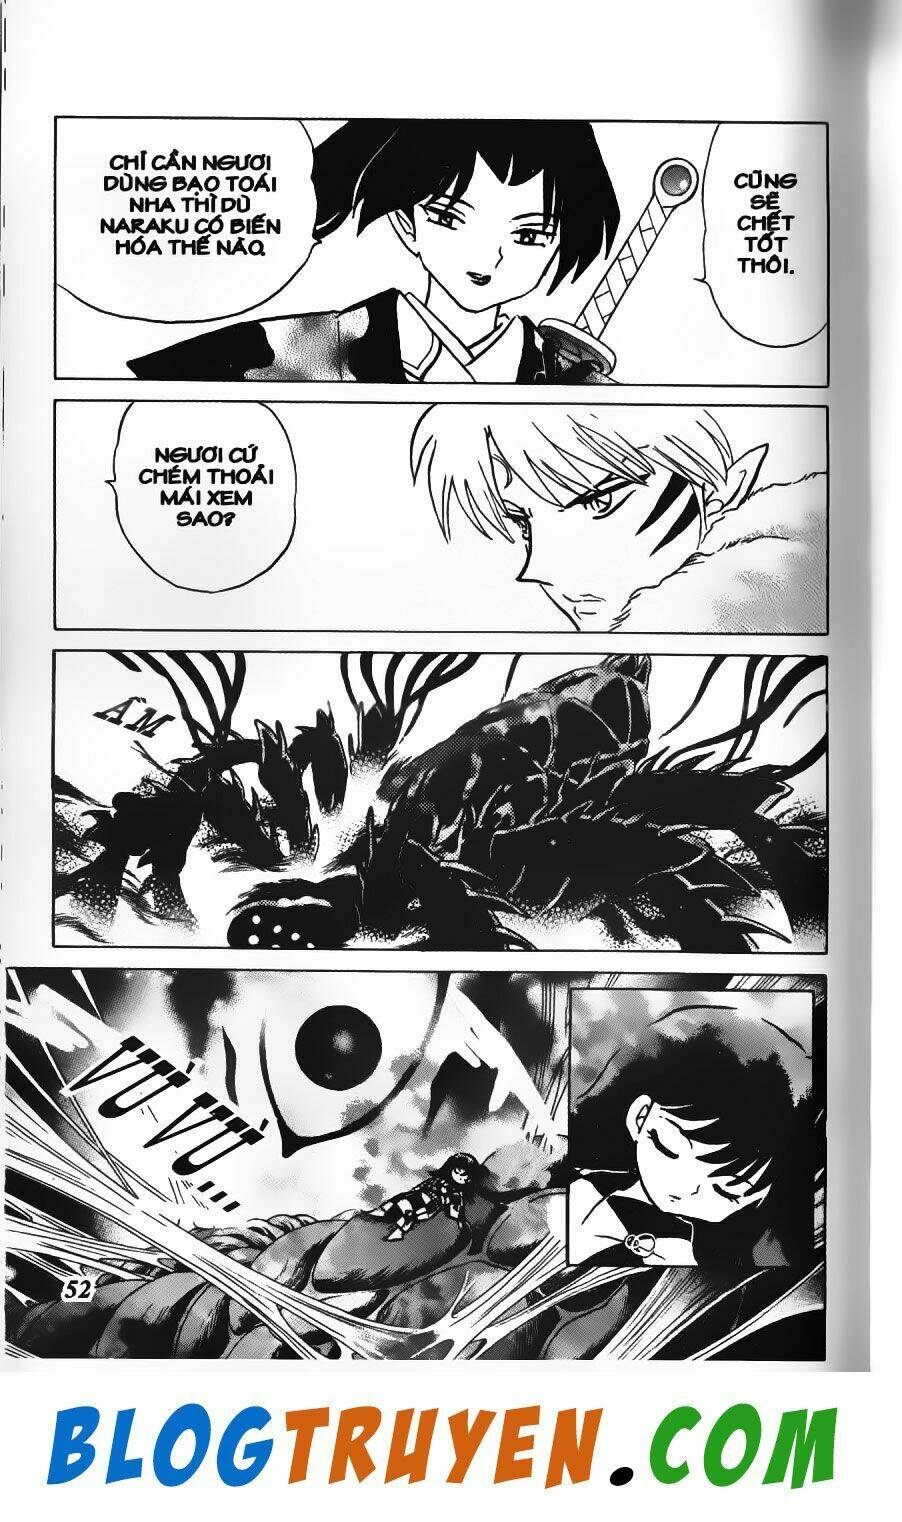 CHỈ CẦN NGƯƠI
DÙNG BẠO TOÁI
NHA THÌ DÙ
NARAKU CÓ BIẾN
HÓA THẾ NÀO.
CŨNG
SẼ
CHẾT
TỐT
THÔI.
NGƯƠI CỨ
CHÉM THOẢI
MÁI XEM
SAO?
ẦM
VÙ VÙ...
52
BLOGTRUYEN.COM